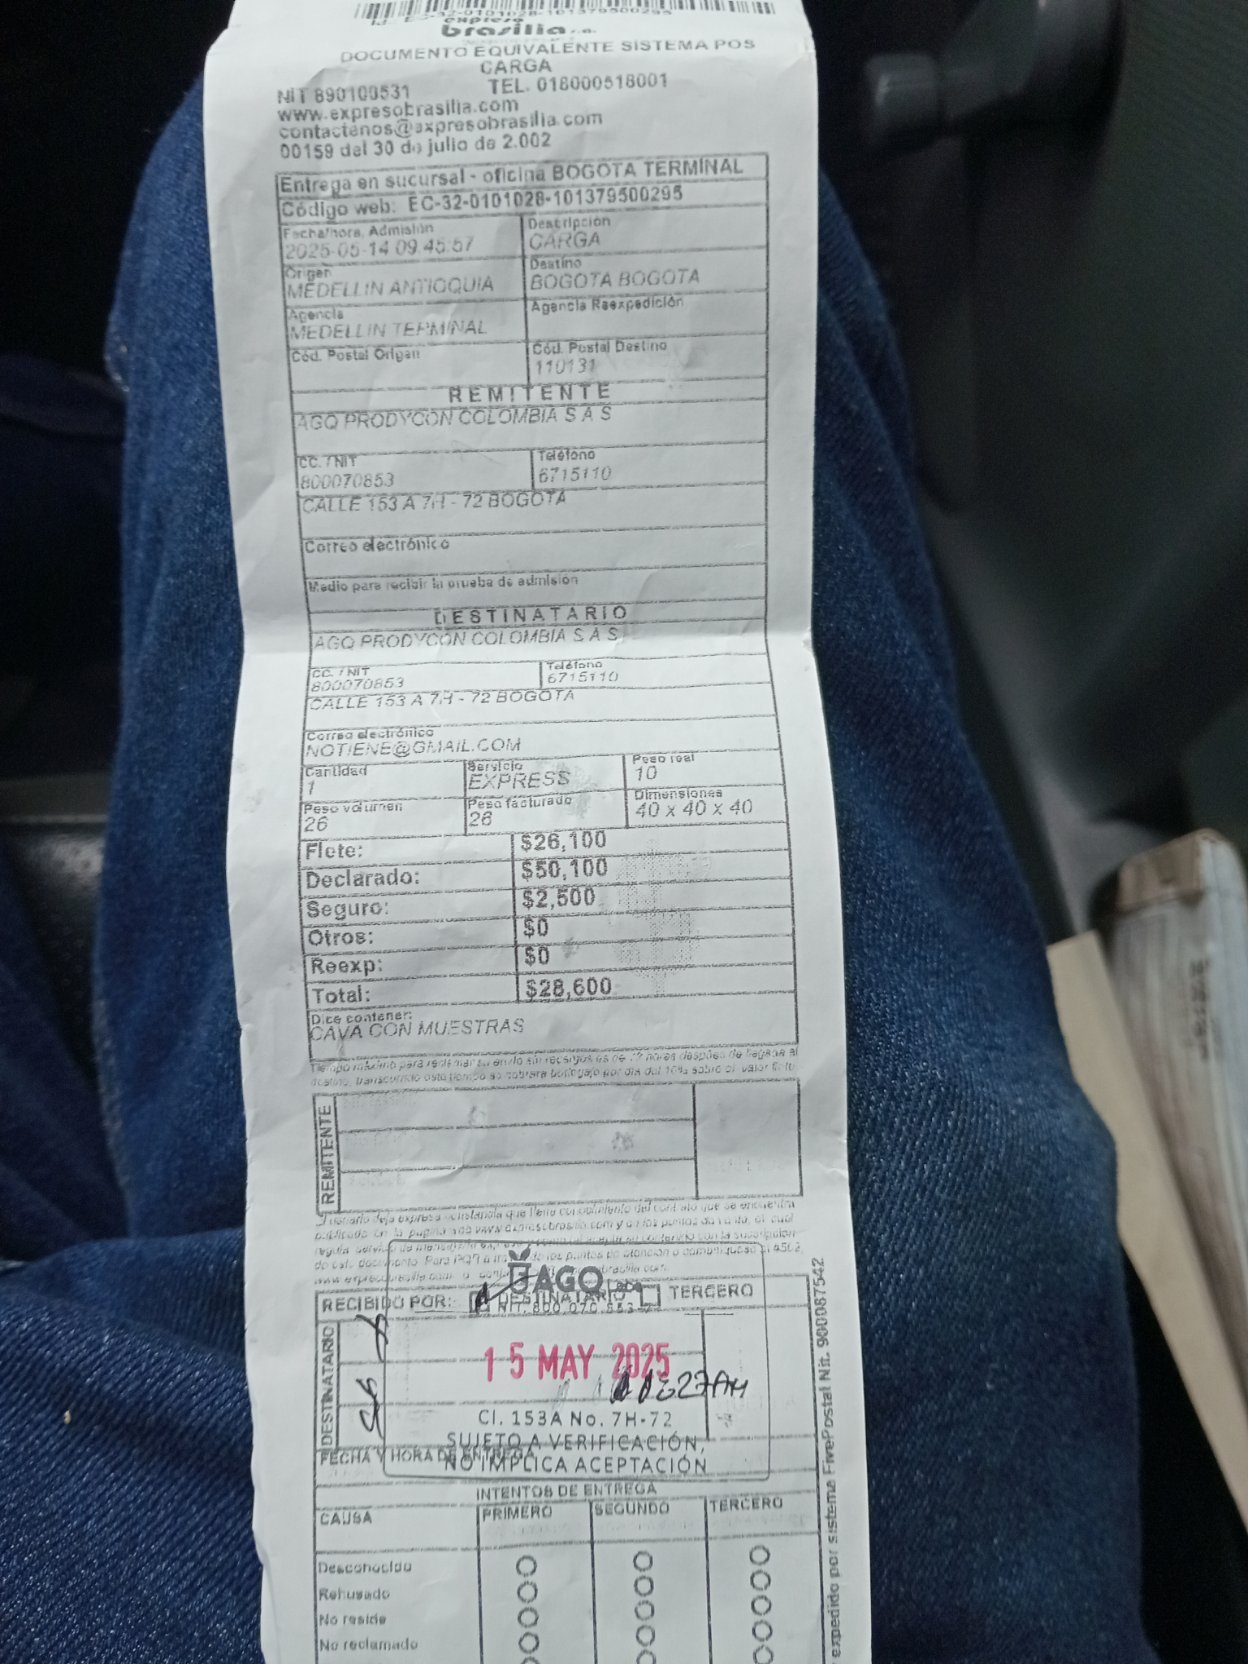 expreso
brasilia s.a.
DOCUMENTO EQUIVALENTE SISTEMA POS
CARGA
NIT 890100531 TEL. 018000518001
www.expresobrasilia.com
contactenos@expresobrasilia.com
00159 del 30 de julio de 2.002
Entrega en sucursal - oficina BOGOTA TERMINAL
Código web: EC-32-0101028-101379500295
Fecha/hora. Admisión Descripción
2025-05-14 09:45:57 CARGA
Origen Destino
MEDELLIN ANTIOQUIA BOGOTA BOGOTA
Agencia Agencia Reexpedición
MEDELLIN TERMINAL
Cód. Postal Origen Cód. Postal Destino
110131
REMITENTE
AGQ PRODYCON COLOMBIA S A S
CC. / NIT Teléfono
800070853 6715110
CALLE 153 A 7H - 72 BOGOTA
Correo electrónico
Medio para recibir la prueba de admisión
DESTINATARIO
AGQ PRODYCON COLOMBIA S A S
CC. / NIT Teléfono
800070853 6715110
CALLE 153 A 7H - 72 BOGOTA
Correo electrónico
NOTIENE@GMAIL.COM
Cantidad Servicio Peso real
1 EXPRESS 10
Peso volumen Peso facturado Dimensiones
26 26 40 x 40 x 40
Flete: $26,100
Declarado: $50,100
Seguro: $2,500
Otros: $0
Reexp: $0
Total: $28,600
Dice contener:
CAVA CON MUESTRAS
REMITENTE
AGQ
RECIBIDO POR: DESTINATARIO TERCERO
DESTINATARIO
15 MAY 2025
Cl. 153A No. 7H-72
SUJETO A VERIFICACIÓN,
FECHA Y HORA DE ENTREGA
NO IMPLICA ACEPTACIÓN
INTENTOS DE ENTREGA
CAUSA PRIMERO SEGUNDO TERCERO
Desconocido
Rehusado
No reside
No reclamado
expedido por sistema FivePostal Nit. 900087542